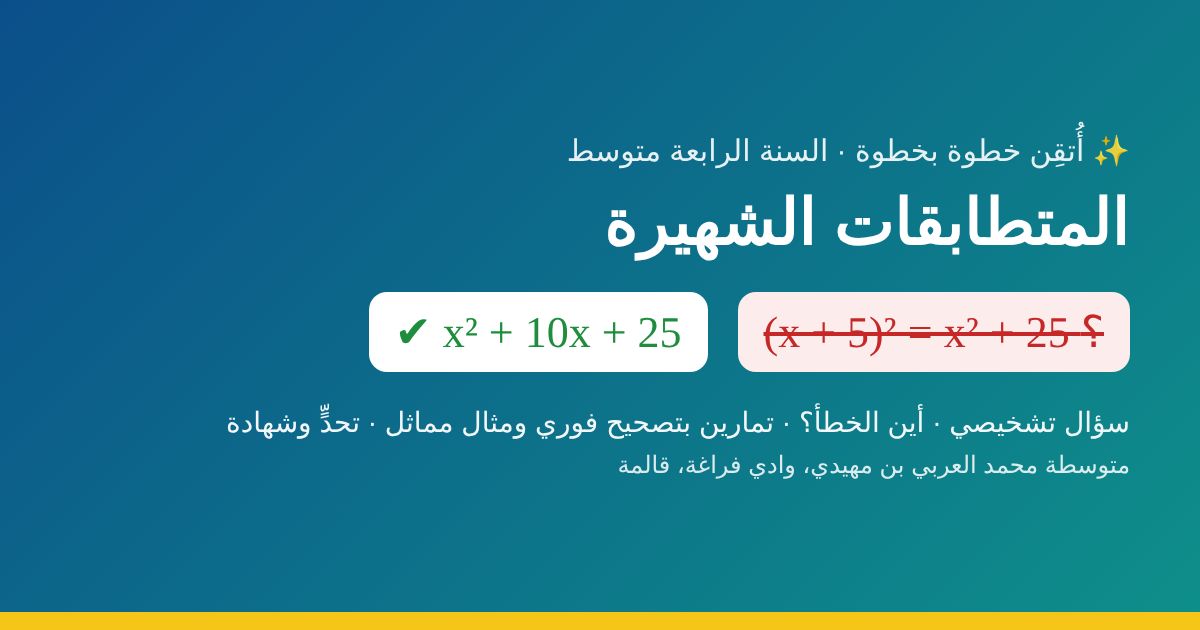 ✨ أُتقِن خطوة بخطوة · السنة الرابعة متوسط
المتطابقات الشهيرة
(x + 5)² = x² + 25 ؟
✔ x² + 10x + 25
سؤال تشخيصي · أين الخطأ؟ · تمارين بتصحيح فوري ومثال مماثل · تحدٍّ وشهادة
متوسطة محمد العربي بن مهيدي، وادي فراغة، قالمة